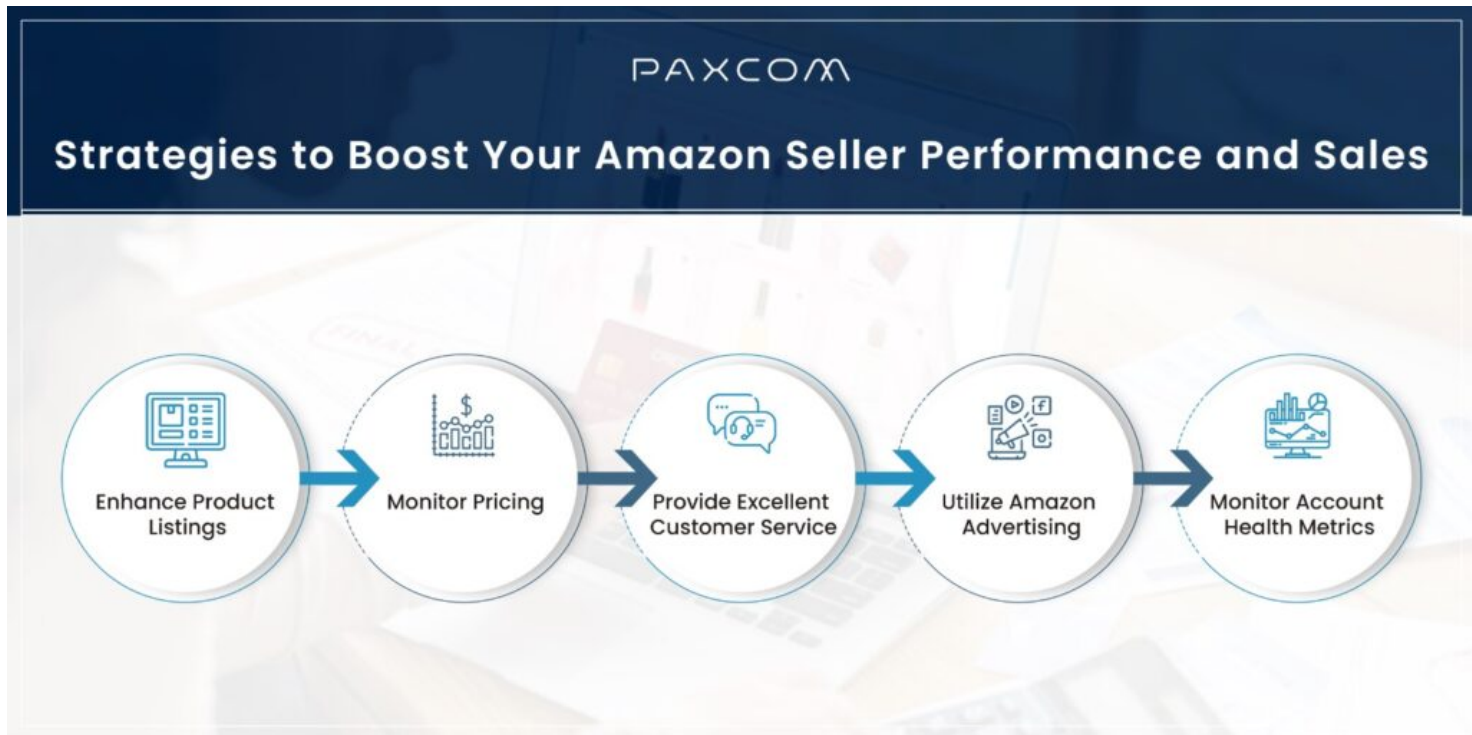 PAXCOM
Strategies to Boost Your Amazon Seller Performance and Sales
FINAL
$
Enhance Product
Listings
Monitor Pricing
Provide Excellent
Customer Service
Utilize Amazon
Advertising
Monitor Account
Health Metrics